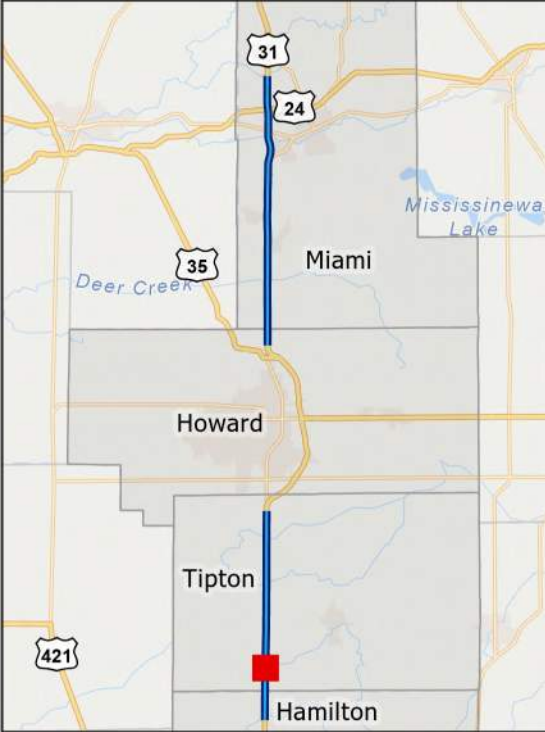 31
24
Mississinewa
Lake
Miami
35
Deer Creek
Howard
Tipton
421
Hamilton